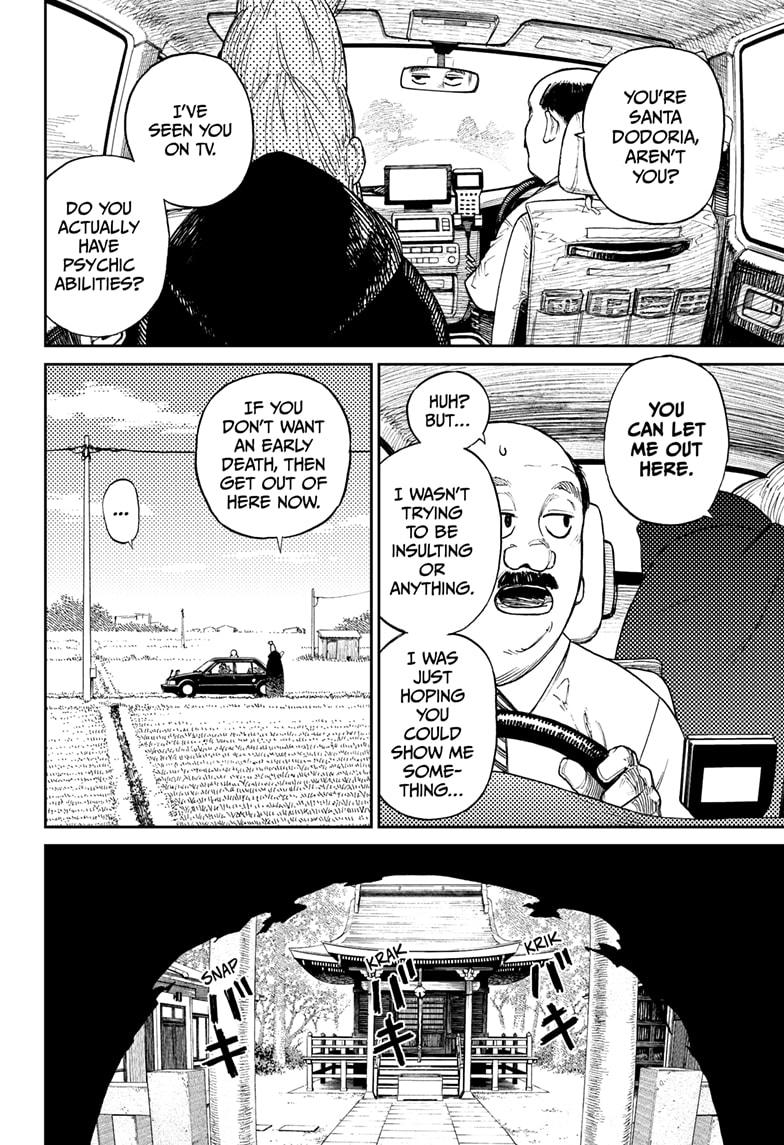 YOU'RE
SANTA
DODORIA,
AREN'T
YOU?
I'VE
SEEN YOU
ON TV.
DO YOU
ACTUALLY
HAVE
PSYCHIC
ABILITIES?
YOU
CAN LET
ME OUT
HERE.
HUH?
BUT...
I WASN'T
TRYING
TO BE
INSULTING
OR
ANYTHING.
I WAS
JUST
HOPING
YOU
COULD
SHOW ME
SOME-
THING...
IF YOU
DON'T WANT
AN EARLY
DEATH, THEN
GET OUT OF
HERE NOW.
...
KRIK
バキ
KRAK
バキ
SNAP
バキ